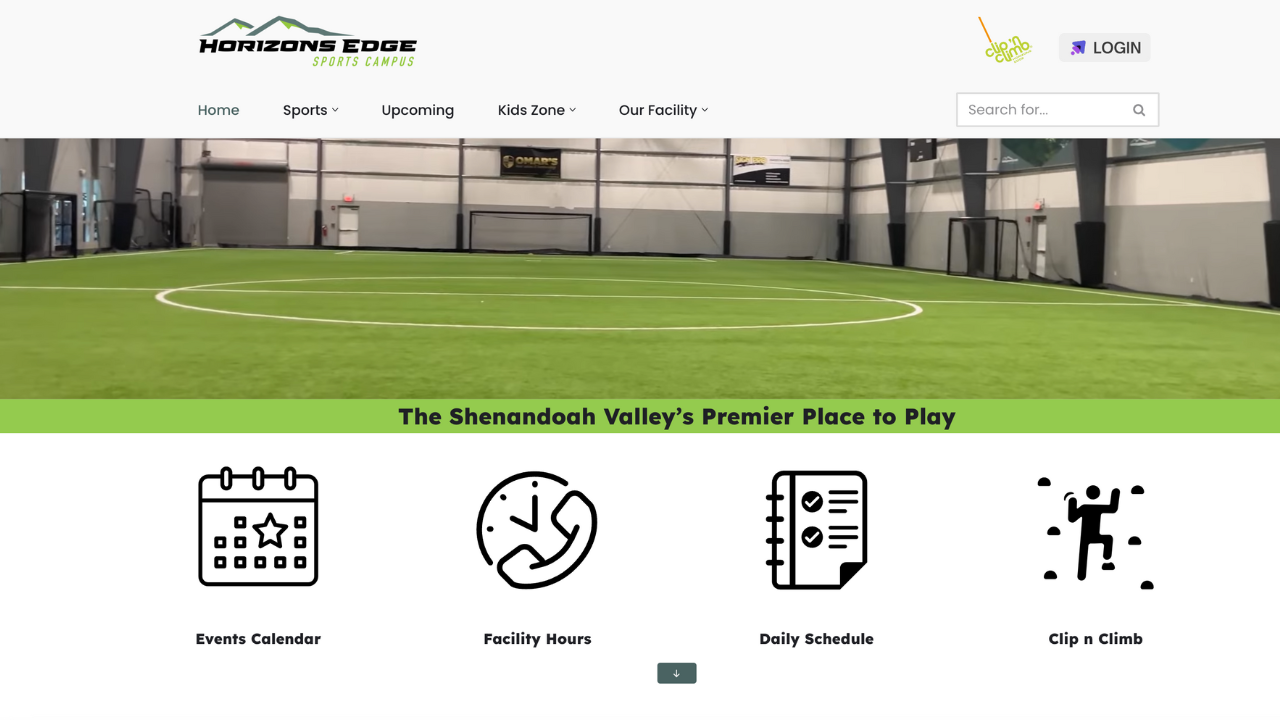 HORIZONS EDGE
SPORTS CAMPUS
clip 'n
climb
LOGIN
Home
Sports
Upcoming
Kids Zone
Our Facility
Search for...
OMAR'S
The Shenandoah Valley's Premier Place to Play
Events Calendar
Facility Hours
Daily Schedule
Clip n Climb